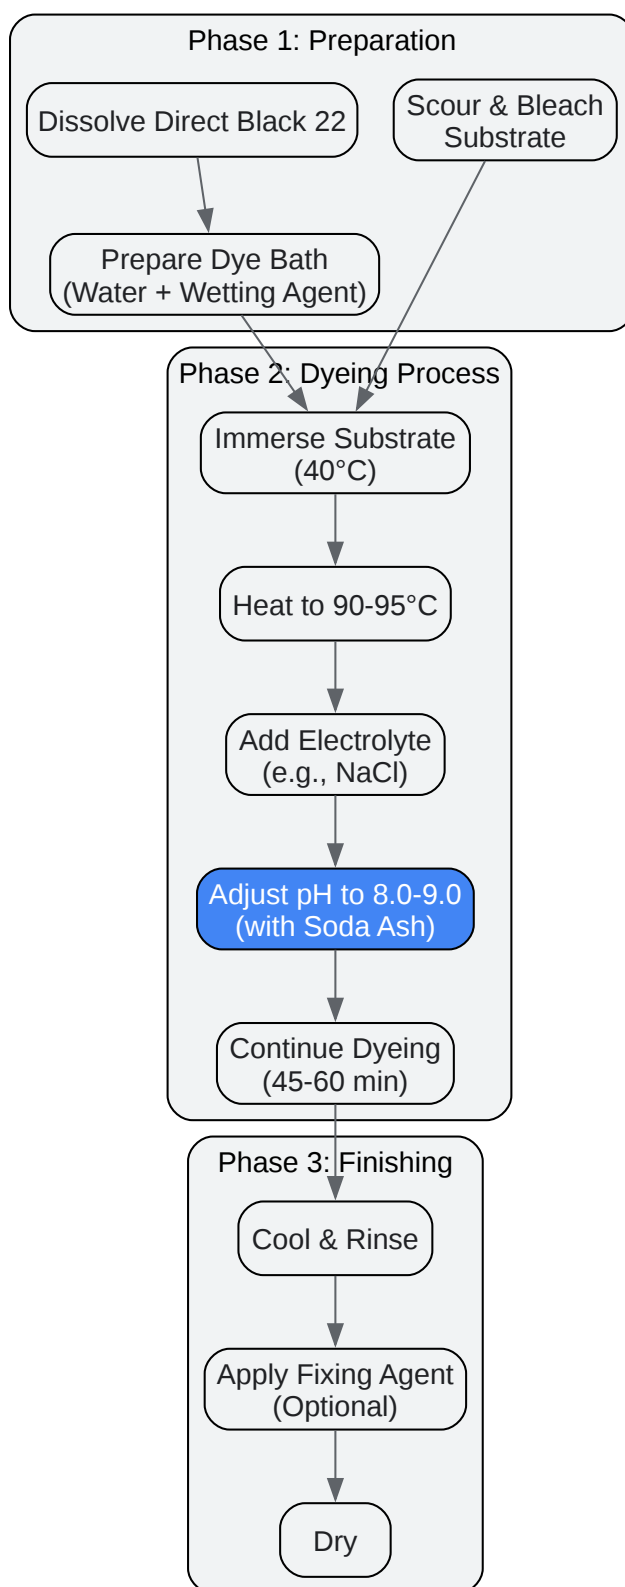 Phase 1: Preparation
Dissolve Direct Black 22
Scour & Bleach
Substrate
Prepare Dye Bath
(Water + Wetting Agent)
Phase 2: Dyeing Process
Immerse Substrate
(40°C)
Heat to 90-95°C
Add Electrolyte
(e.g., NaCl)
Adjust pH to 8.0-9.0
(with Soda Ash)
Continue Dyeing
(45-60 min)
Phase 3: Finishing
Cool & Rinse
Apply Fixing Agent
(Optional)
Dry